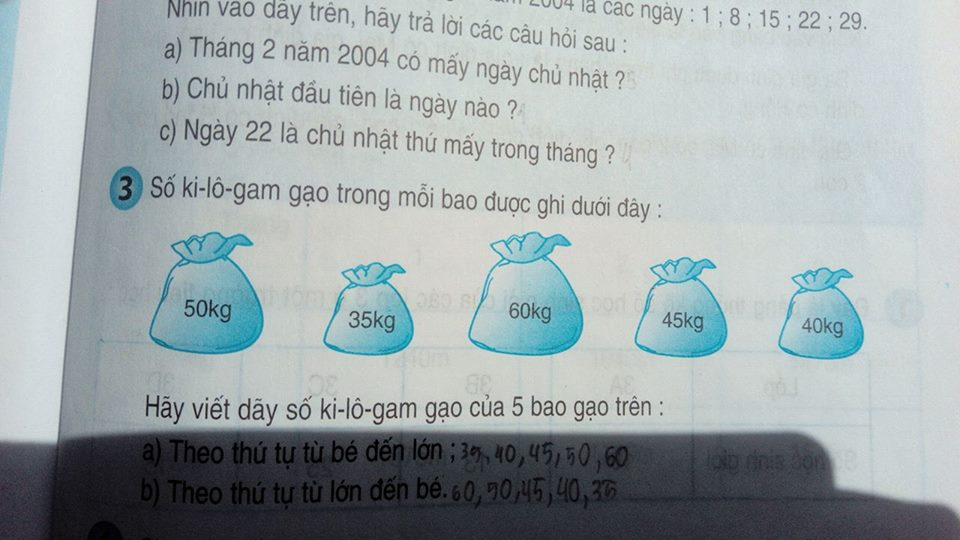 2004 là các ngày : 1 ; 8 ; 15 ; 22 ; 29.
Nhìn vào dãy trên, hãy trả lời các câu hỏi sau :
a) Tháng 2 năm 2004 có mấy ngày chủ nhật ? 5
b) Chủ nhật đầu tiên là ngày nào ? 1
c) Ngày 22 là chủ nhật thứ mấy trong tháng ? 4
3 Số ki-lô-gam gạo trong mỗi bao được ghi dưới đây :
50kg 35kg 60kg 45kg 40kg
Hãy viết dãy số ki-lô-gam gạo của 5 bao gạo trên :
a) Theo thứ tự từ bé đến lớn ; 35, 40, 45, 50, 60
b) Theo thứ tự từ lớn đến bé. 60, 50, 45, 40, 35